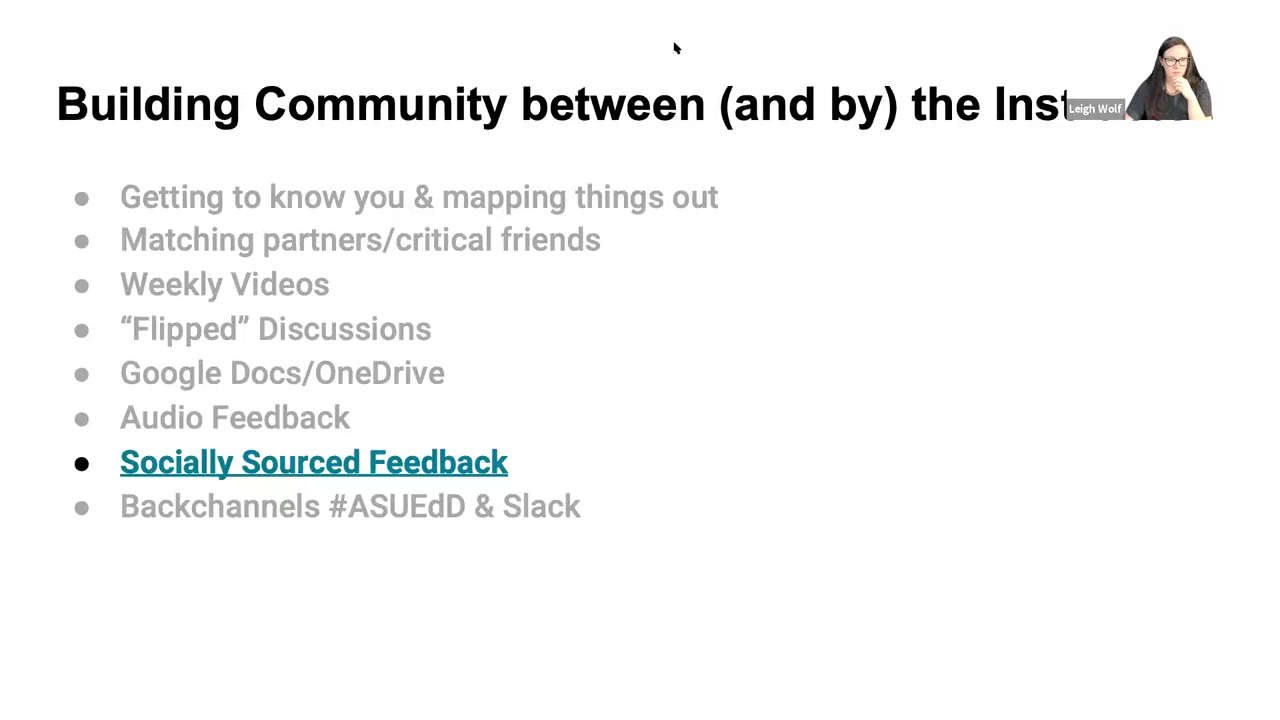 Building Community between (and by) the Inst
Leigh Wolf
● Getting to know you & mapping things out
● Matching partners/critical friends
● Weekly Videos
● “Flipped” Discussions
● Google Docs/OneDrive
● Audio Feedback
● Socially Sourced Feedback
● Backchannels #ASUEdD & Slack